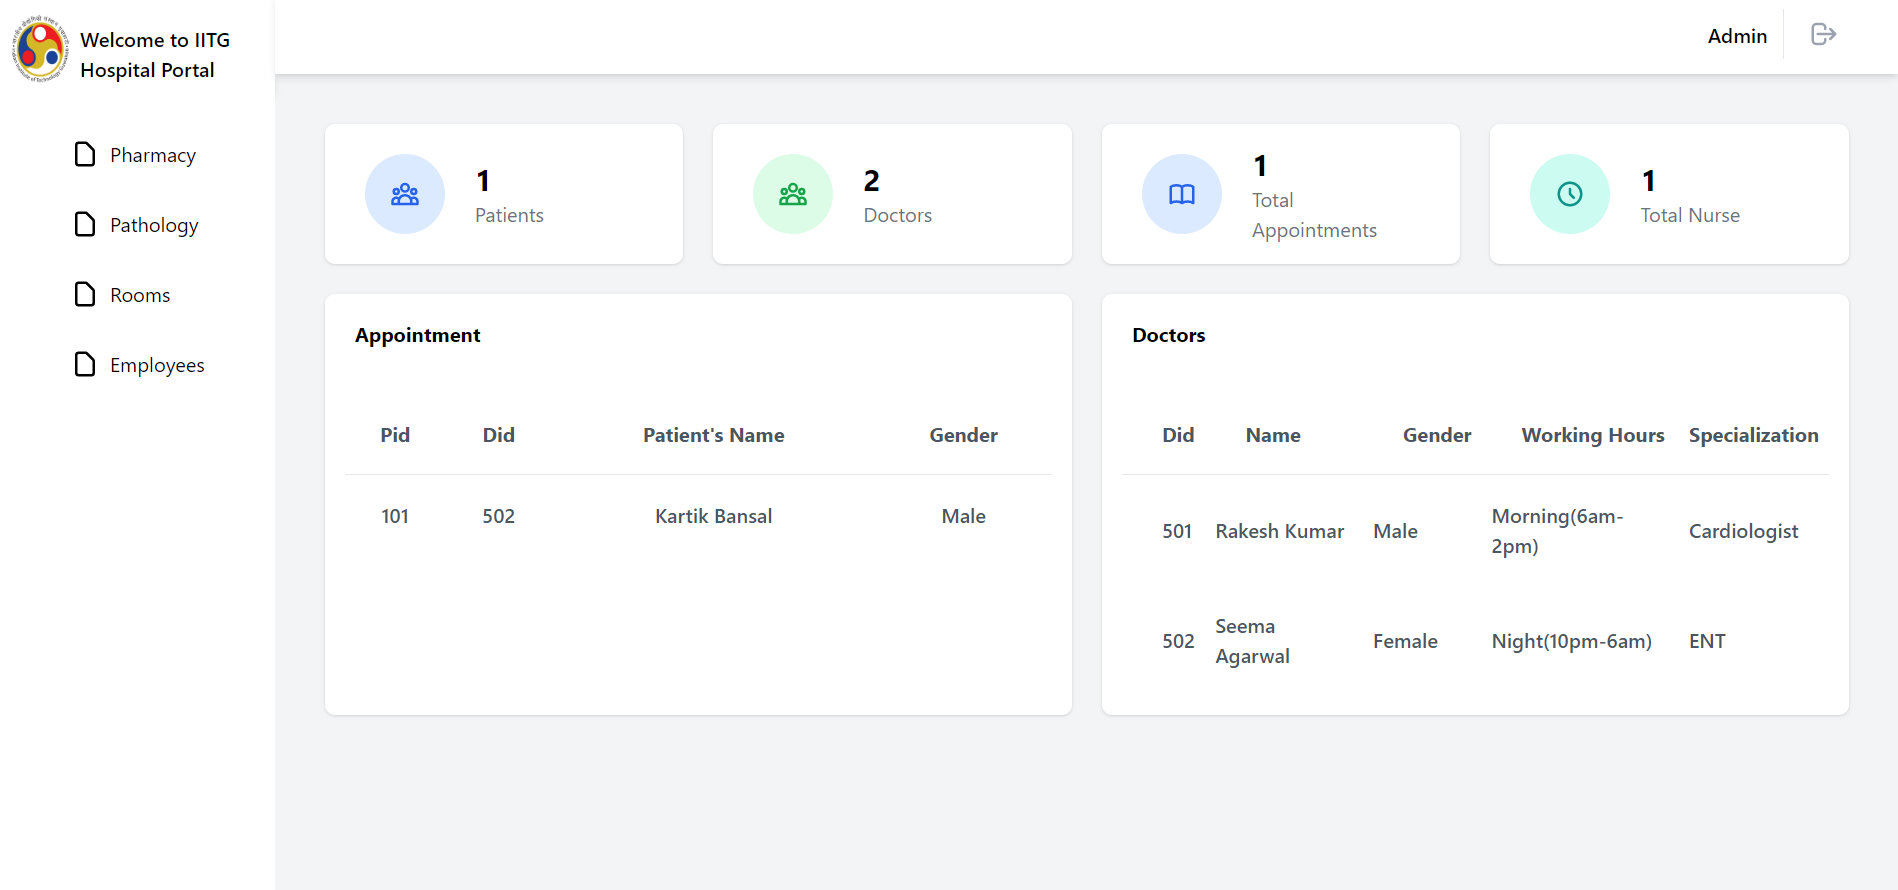 Welcome to IITG
Hospital Portal
Admin
Pharmacy
Pathology
Rooms
Employees
1
Patients
2
Doctors
1
Total
Appointments
1
Total Nurse
Appointment
Pid Did Patient's Name Gender
101 502 Kartik Bansal Male
Doctors
Did Name Gender Working Hours Specialization
501 Rakesh Kumar Male Morning(6am-
2pm) Cardiologist
502 Seema
Agarwal Female Night(10pm-6am) ENT